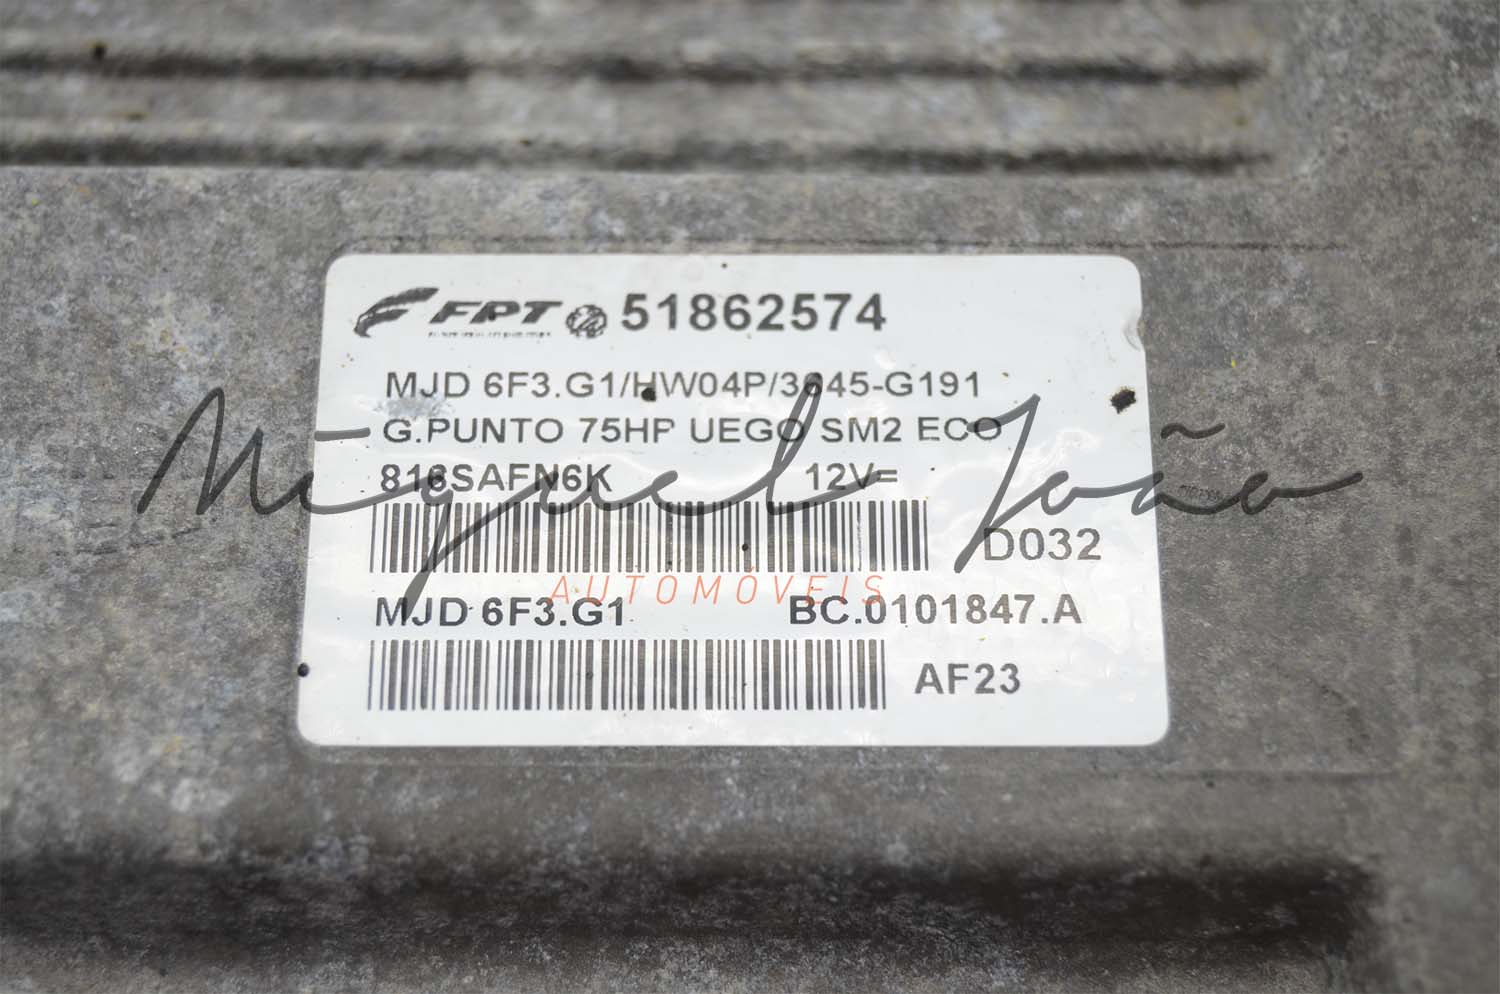 FPT 51862574
MJD 6F3.G1/HW04P/3645-G191
G.PUNTO 75HP UEGO SM2 ECO
816SAFN6K 12V=
Miguel João
D032
AUTOMÓVEIS
MJD 6F3.G1 BC.0101847.A
AF23